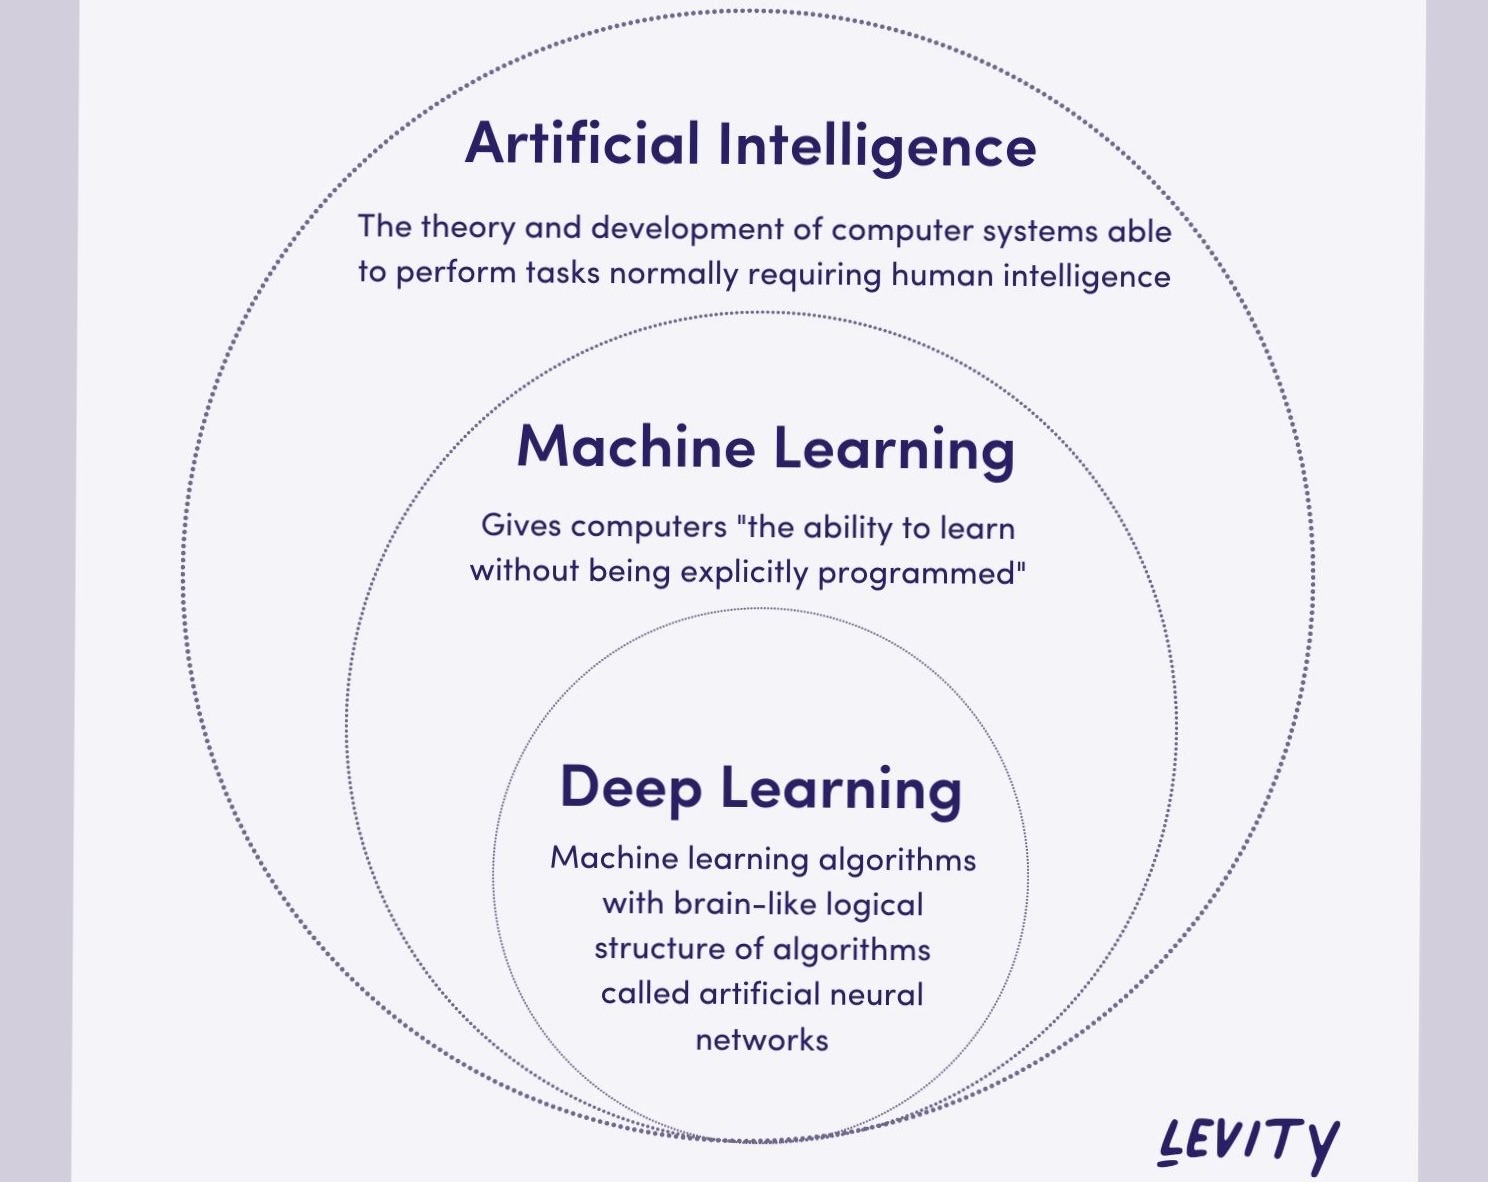 Artificial Intelligence
The theory and development of computer systems able
to perform tasks normally requiring human intelligence
Machine Learning
Gives computers "the ability to learn
without being explicitly programmed"
Deep Learning
Machine learning algorithms
with brain-like logical
structure of algorithms
called artificial neural
networks
LEVITY